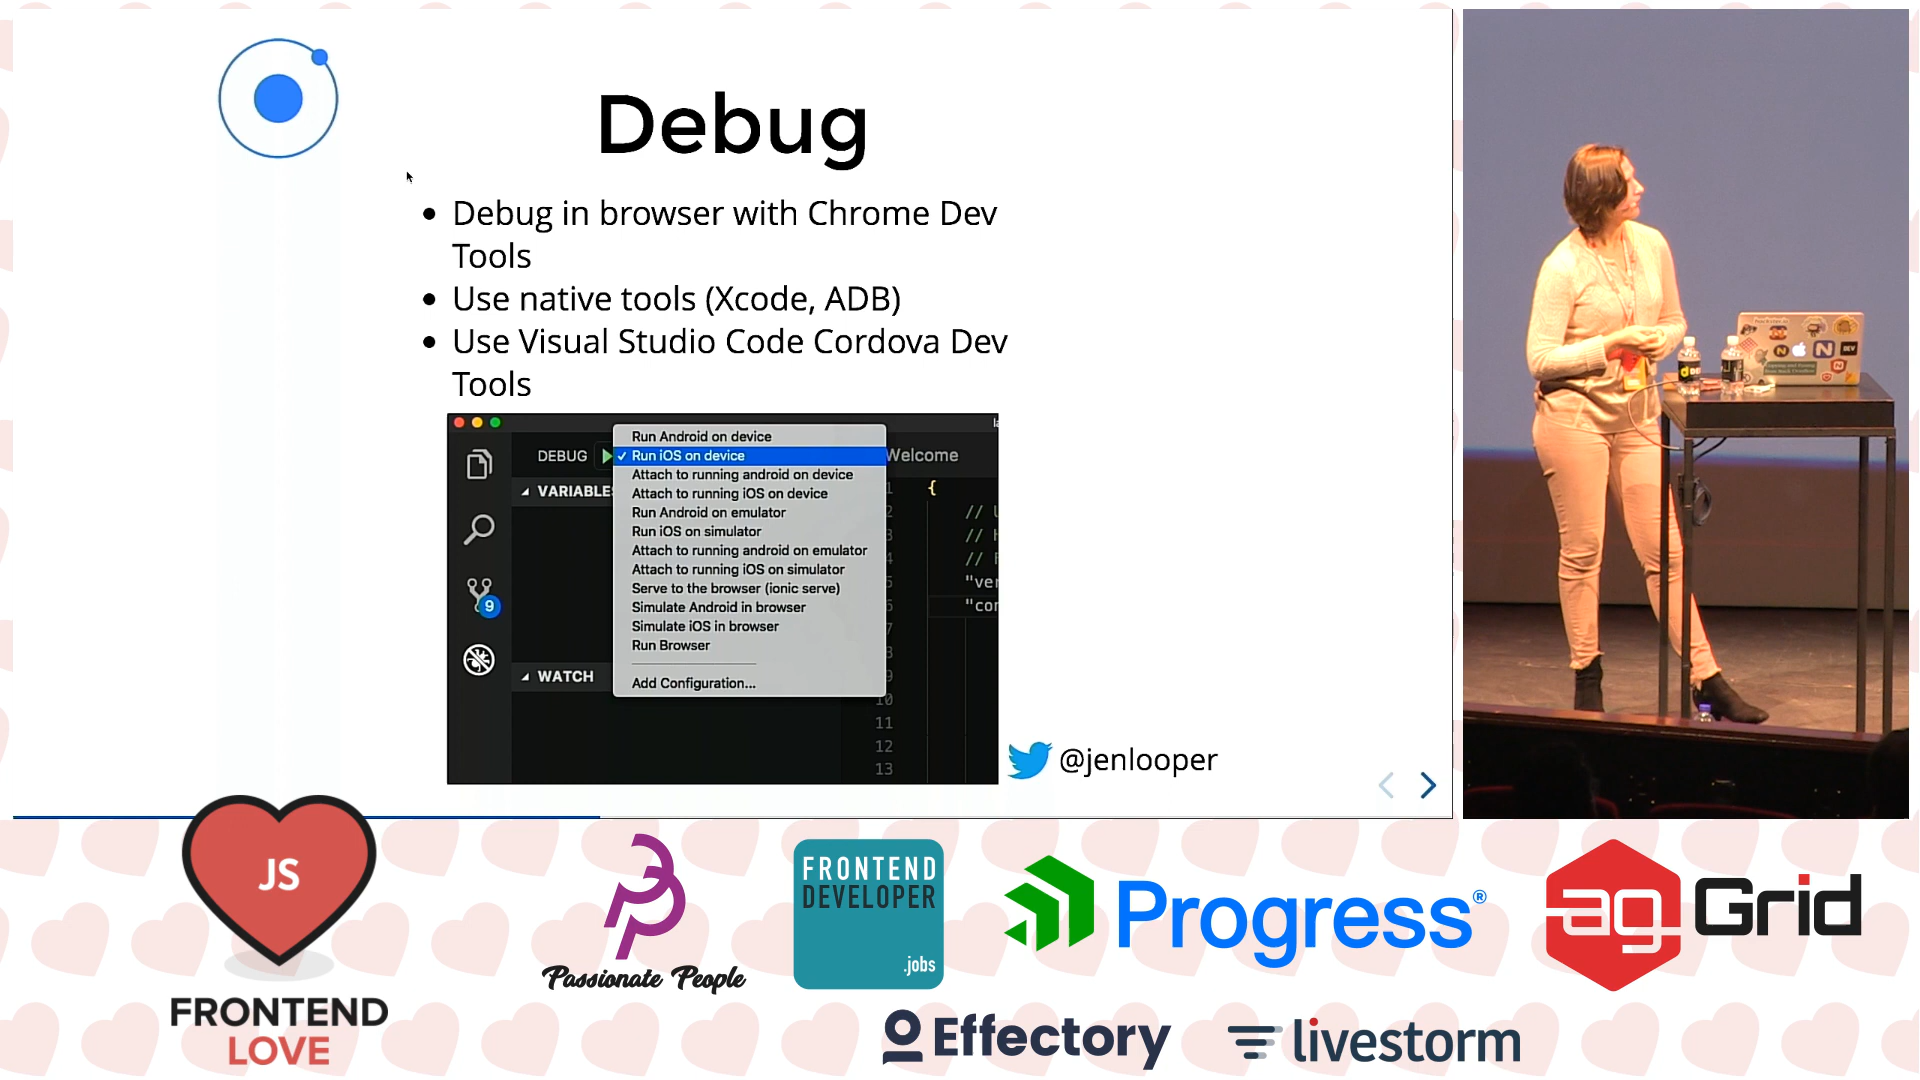 Debug
Debug in browser with Chrome Dev
Tools
Use native tools (Xcode, ADB)
Use Visual Studio Code Cordova Dev
Tools
DEBUG
Run Android on device
✓ Run iOS on device
Attach to running android on device
Attach to running iOS on device
Run Android on emulator
Run iOS on simulator
Attach to running android on emulator
Attach to running iOS on simulator
Serve to the browser (ionic serve)
Simulate Android in browser
Simulate iOS in browser
Run Browser
Add Configuration...
Welcome
VARIABLE
WATCH
9
{
//
//
//
"ver
"con
10
11
12
13
@jenlooper
DEV
JS
FRONTEND
LOVE
Passionate People
FRONTEND
DEVELOPER
.jobs
Progress®
ag Grid
Effectory
livestorm